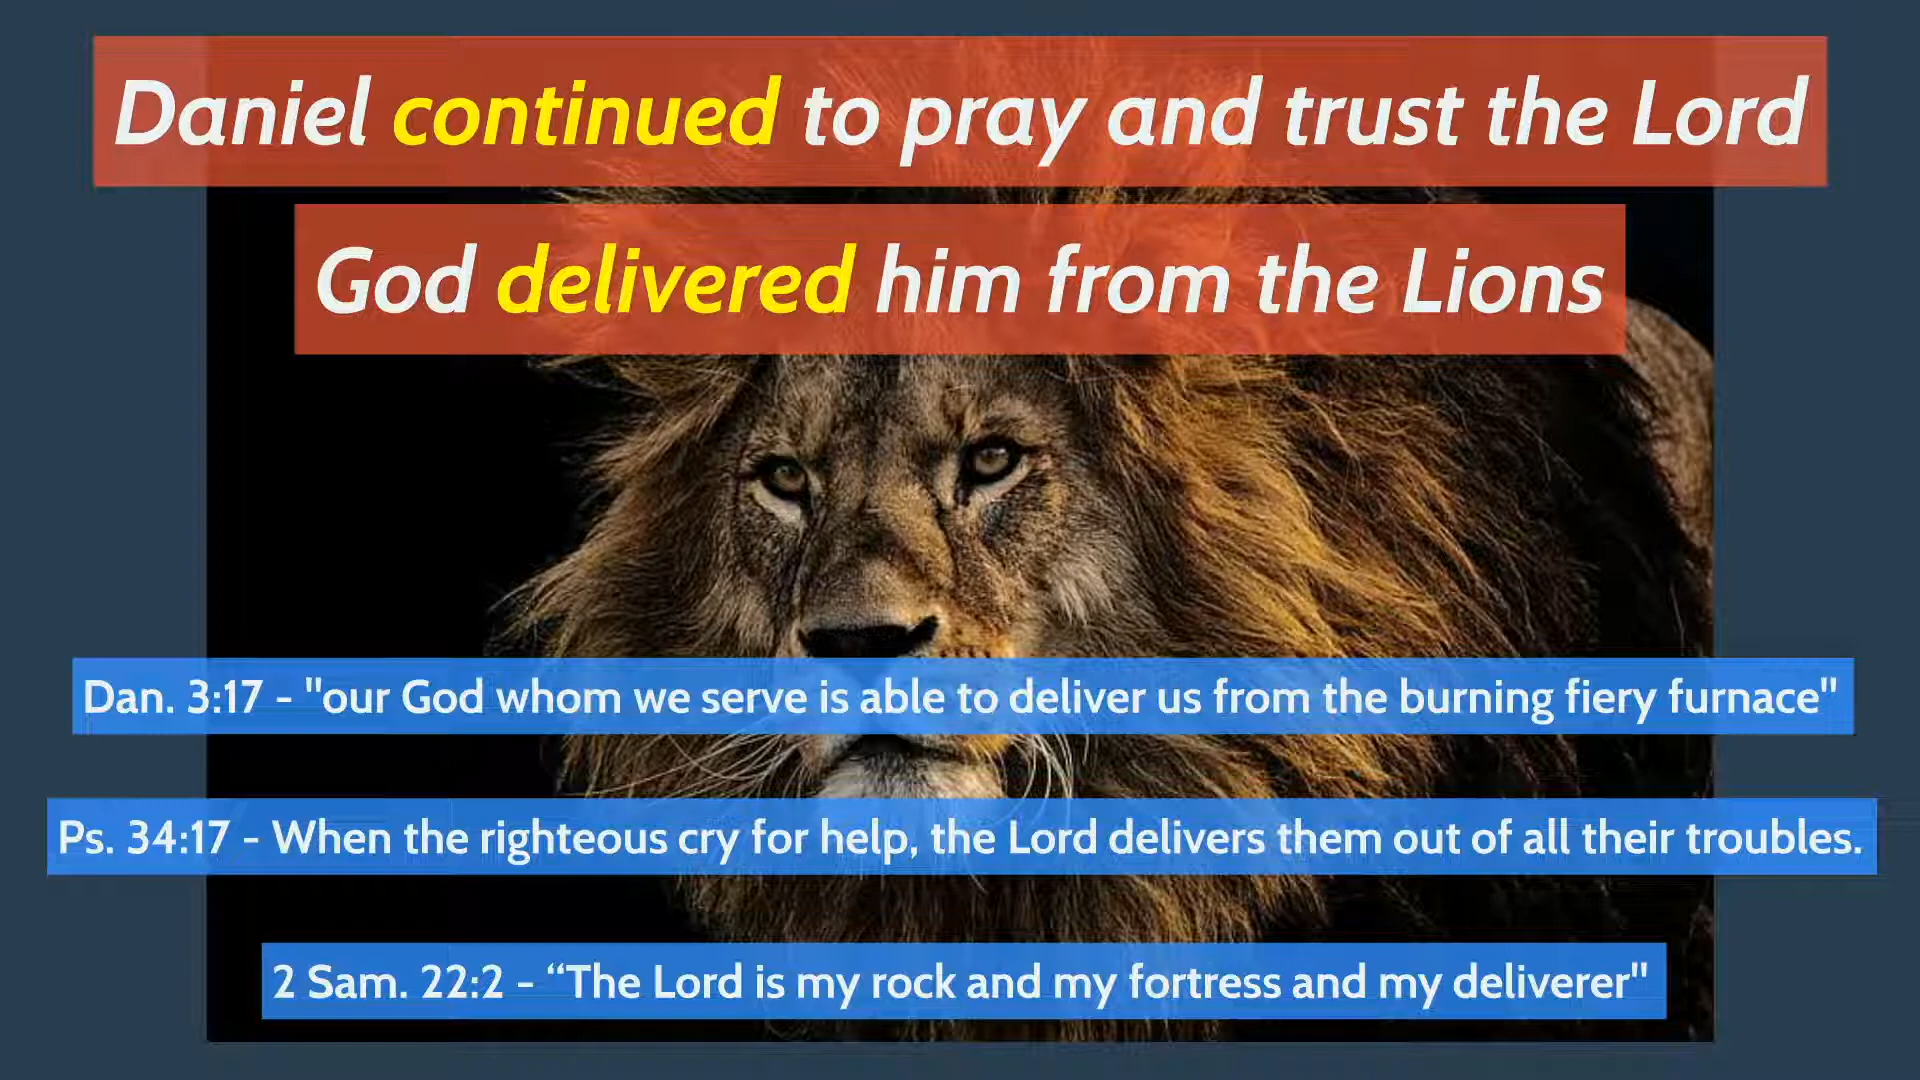 Daniel continued to pray and trust the Lord
God delivered him from the Lions
Dan. 3:17 - "our God whom we serve is able to deliver us from the burning fiery furnace"
Ps. 34:17 - When the righteous cry for help, the Lord delivers them out of all their troubles.
2 Sam. 22:2 - “The Lord is my rock and my fortress and my deliverer"